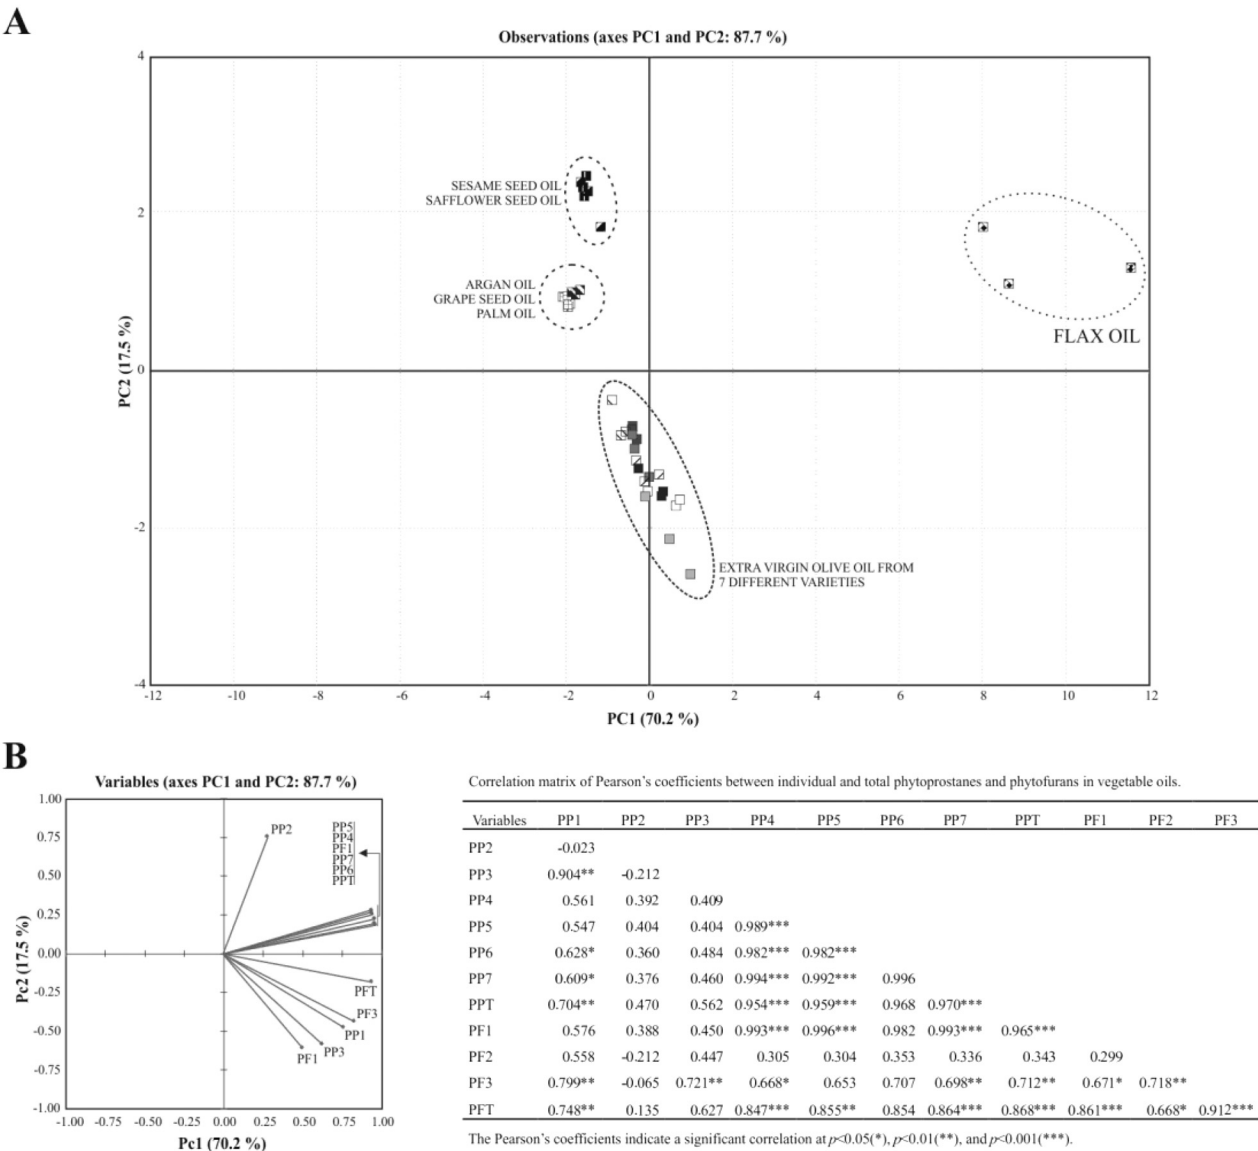 A
Observations (axes PC1 and PC2: 87.7 %)
4
2
0
-2
-4
PC2 (17.5 %)
SESAME SEED OIL
SAFFLOWER SEED OIL
ARGAN OIL
GRAPE SEED OIL
PALM OIL
FLAX OIL
EXTRA VIRGIN OLIVE OIL FROM
7 DIFFERENT VARIETIES
-12 -10 -8 -6 -4 -2 0 2 4 6 8 10 12
PC1 (70.2 %)
B
Variables (axes PC1 and PC2: 87.7 %)
1.00
0.75
0.50
0.25
0.00
-0.25
-0.50
-0.75
-1.00
Pc2 (17.5 %)
PP2
PP5
PP4
PF1
PP7
PP6
PPT
PFT
PF3
PP1
PP3
PF1
-1.00 -0.75 -0.50 -0.25 0.00 0.25 0.50 0.75 1.00
Pc1 (70.2 %)
Correlation matrix of Pearson's coefficients between individual and total phytoprostanes and phytofurans in vegetable oils.
Variables PP1 PP2 PP3 PP4 PP5 PP6 PP7 PPT PF1 PF2 PF3
PP2 -0.023
PP3 0.904** -0.212
PP4 0.561 0.392 0.409
PP5 0.547 0.404 0.404 0.989***
PP6 0.628* 0.360 0.484 0.982*** 0.982***
PP7 0.609* 0.376 0.460 0.994*** 0.992*** 0.996
PPT 0.704** 0.470 0.562 0.954*** 0.959*** 0.968 0.970***
PF1 0.576 0.388 0.450 0.993*** 0.996*** 0.982 0.993*** 0.965***
PF2 0.558 -0.212 0.447 0.305 0.304 0.353 0.336 0.343 0.299
PF3 0.799** -0.065 0.721** 0.668* 0.653 0.707 0.698** 0.712** 0.671* 0.718**
PFT 0.748** 0.135 0.627 0.847*** 0.855** 0.854 0.864*** 0.868*** 0.861*** 0.668* 0.912***
The Pearson's coefficients indicate a significant correlation at p<0.05(*), p<0.01(**), and p<0.001(***).